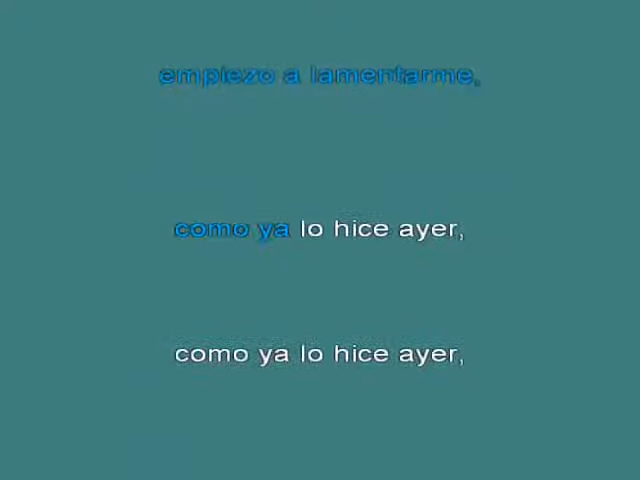 empiezo a lamentarme,
como ya lo hice ayer,
como ya lo hice ayer,